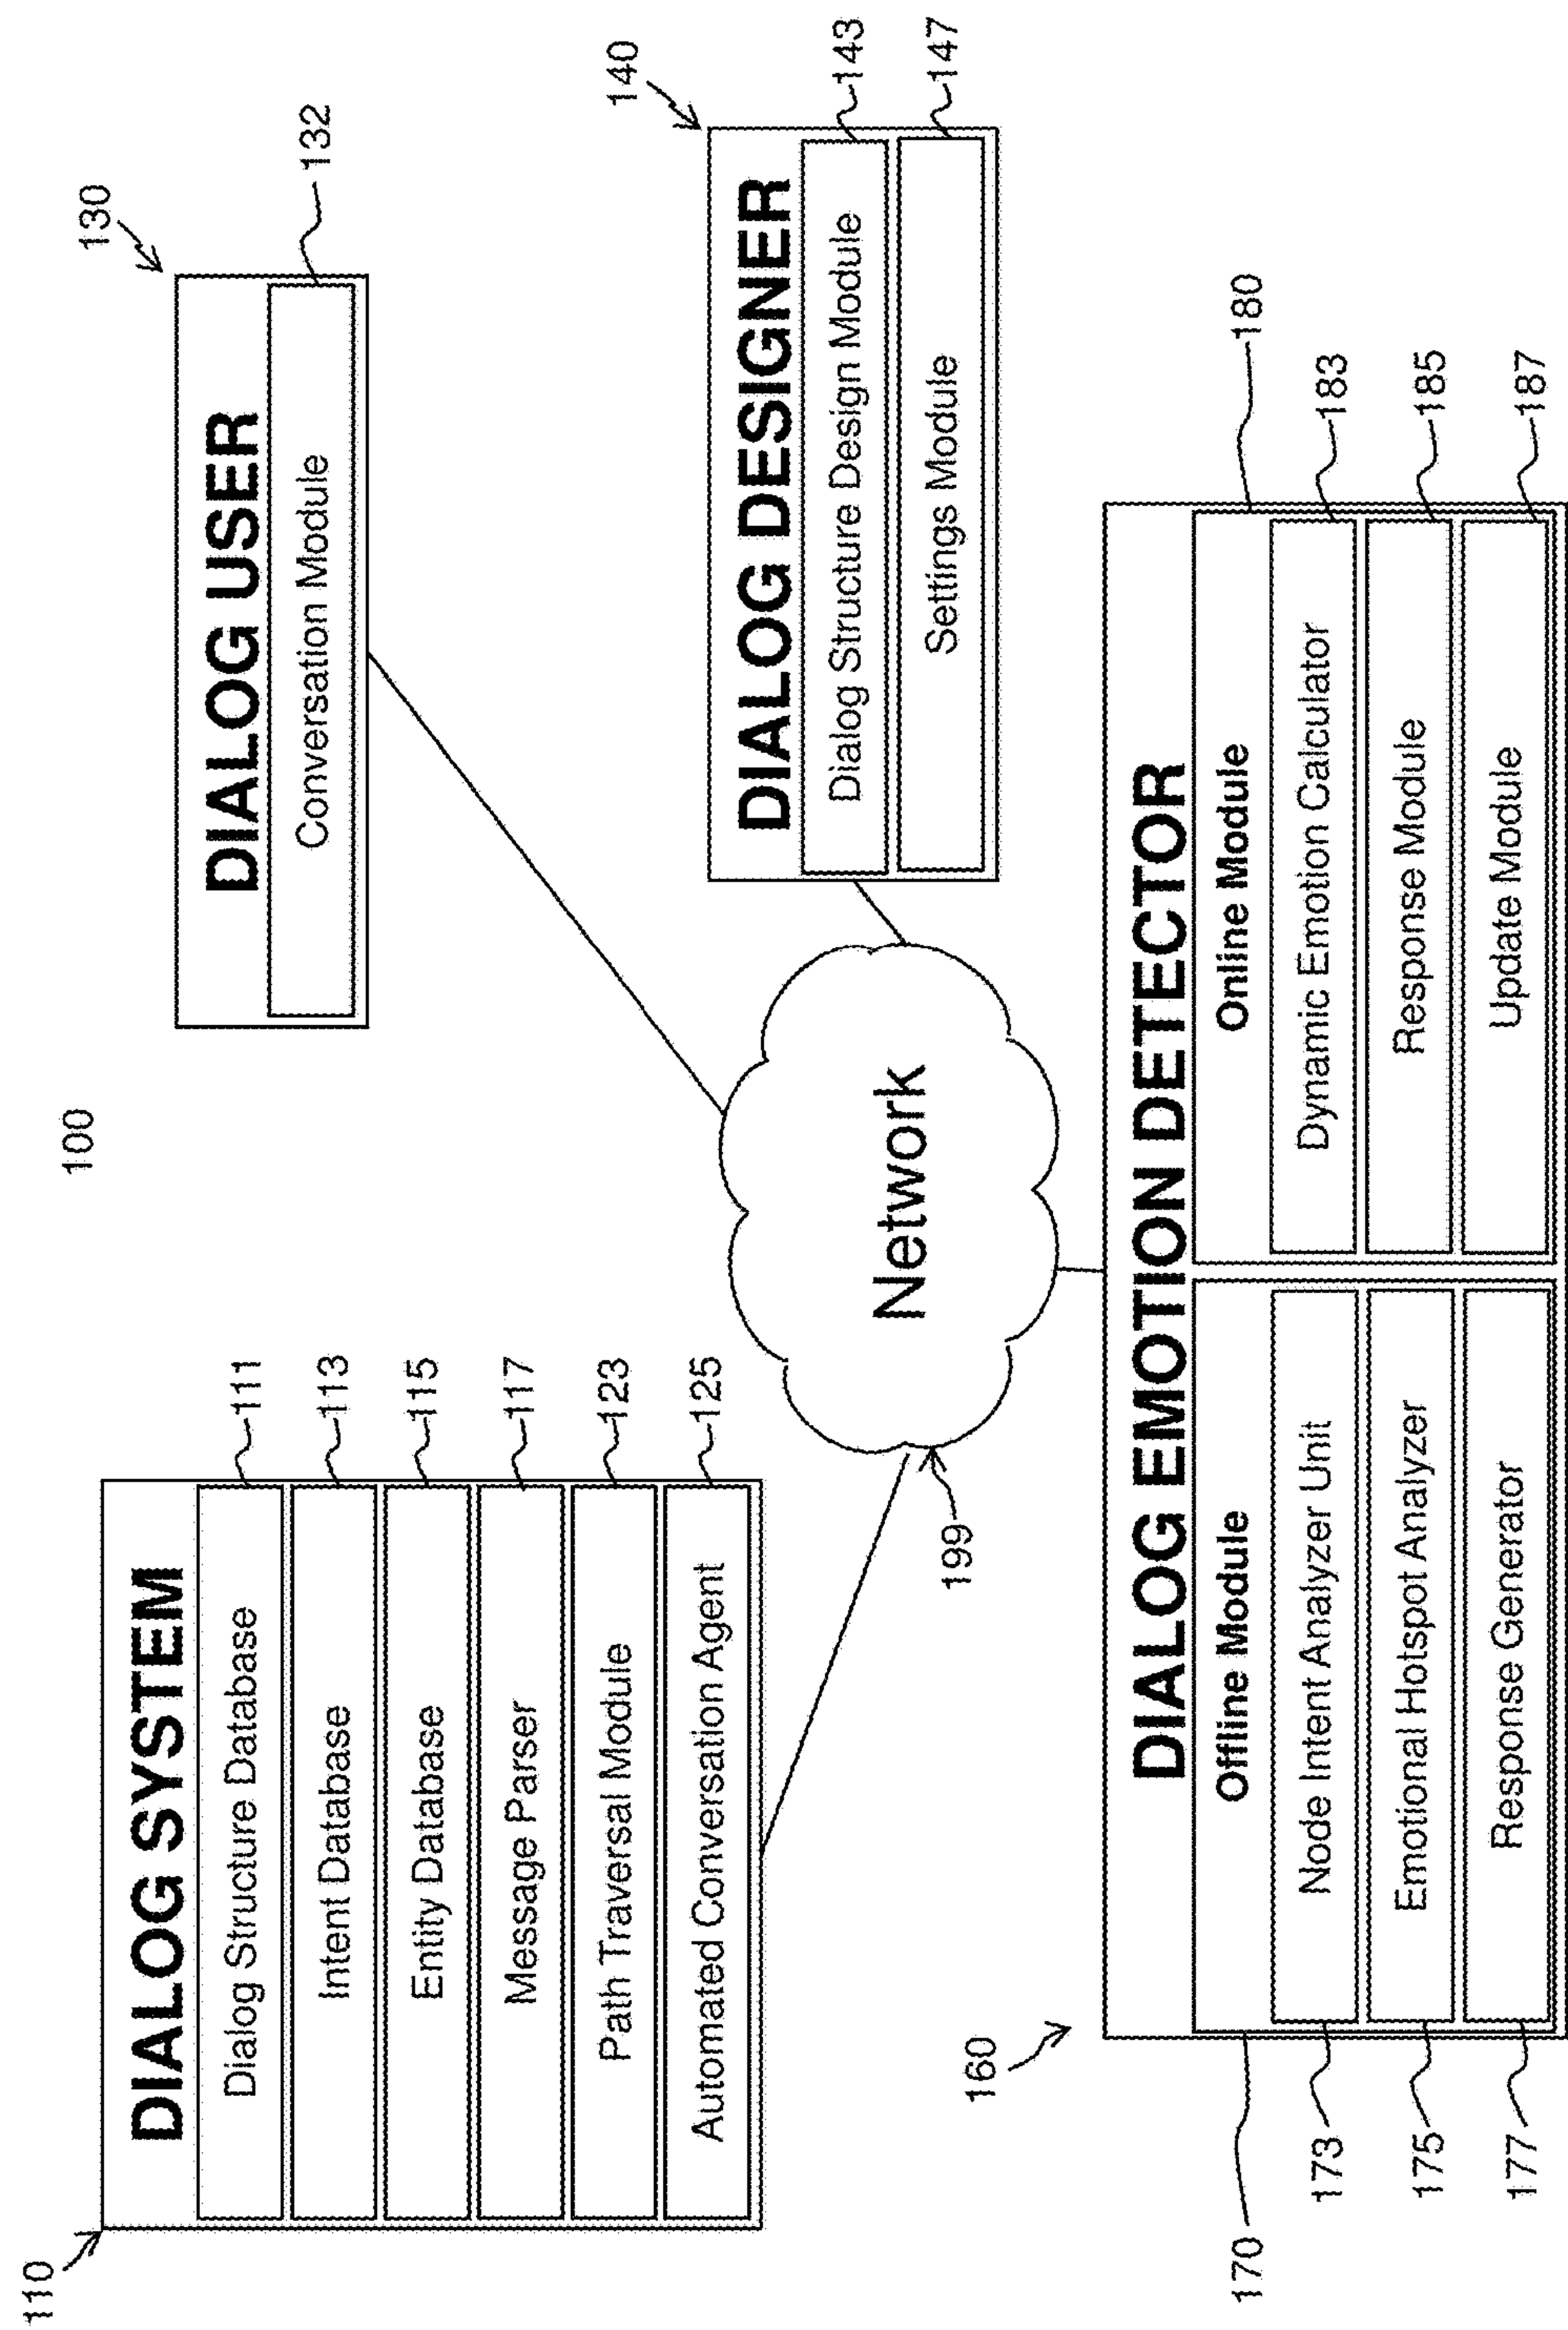 100
110
DIALOG SYSTEM
Dialog Structure Database
111
Intent Database
113
Entity Database
115
Message Parser
117
Path Traversal Module
123
Automated Conversation Agent
125
130
DIALOG USER
Conversation Module
132
140
DIALOG DESIGNER
Dialog Structure Design Module
143
Settings Module
147
Network
199
160
DIALOG EMOTION DETECTOR
170
Offline Module
Node Intent Analyzer Unit
173
Emotional Hotspot Analyzer
175
Response Generator
177
Online Module
180
Dynamic Emotion Calculator
183
Response Module
185
Update Module
187